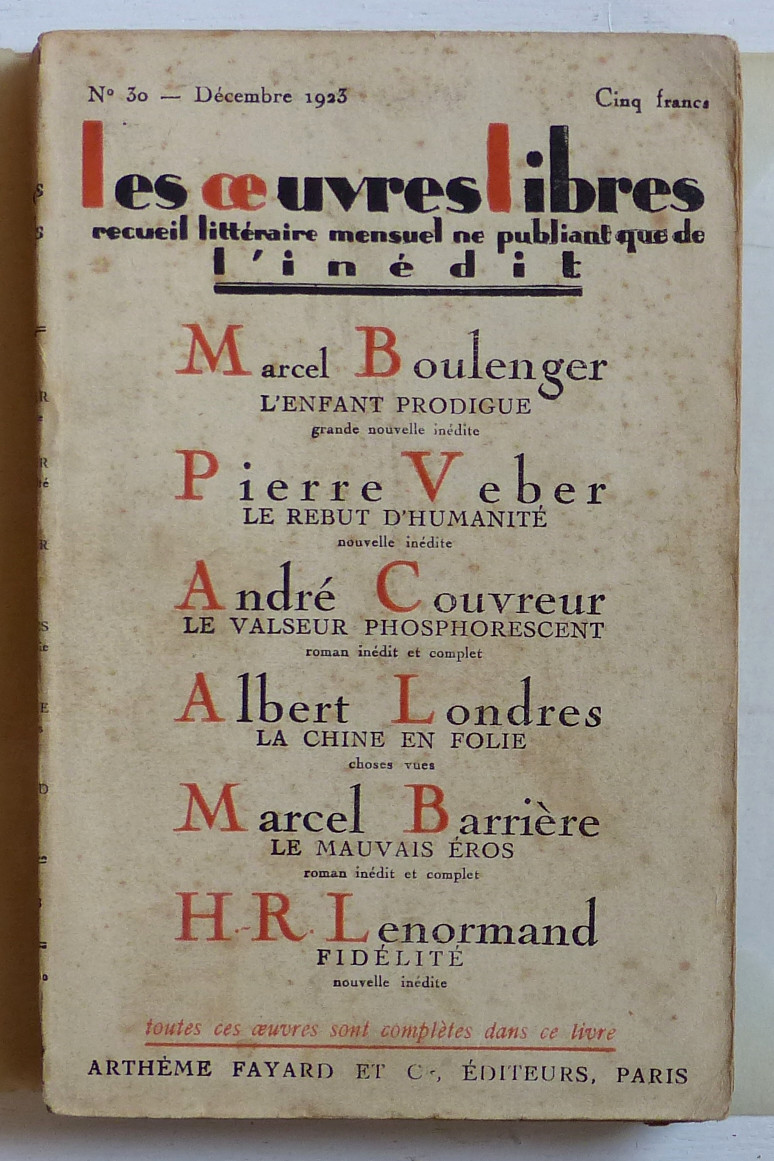 Nº 30 — Décembre 1923 Cinq francs
les œuvres libres
recueil littéraire mensuel ne publiant que de
l'inédit
Marcel Boulenger
L'ENFANT PRODIGUE
grande nouvelle inédite
Pierre Veber
LE REBUT D'HUMANITÉ
nouvelle inédite
André Couvreur
LE VALSEUR PHOSPHORESCENT
roman inédit et complet
Albert Londres
LA CHINE EN FOLIE
choses vues
Marcel Barrière
LE MAUVAIS ÉROS
roman inédit et complet
H.-R. Lenormand
FIDÉLITÉ
nouvelle inédite
toutes ces œuvres sont complètes dans ce livre
ARTHÈME FAYARD ET Cie, ÉDITEURS, PARIS